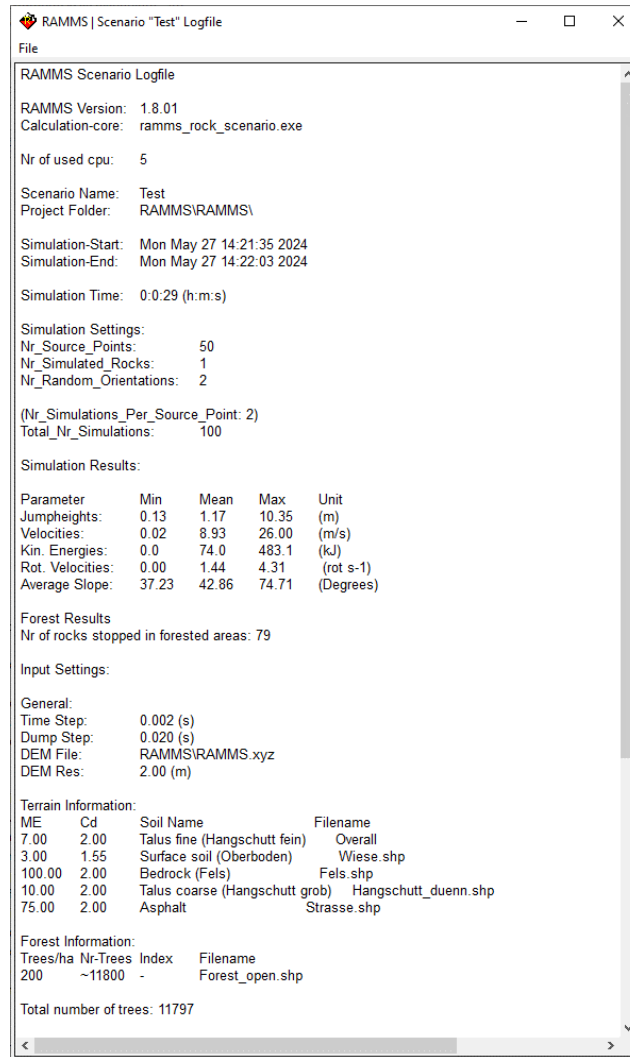 RAMMS | Scenario "Test" Logfile
File
RAMMS Scenario Logfile
RAMMS Version: 1.8.01
Calculation-core: ramms_rock_scenario.exe
Nr of used cpu: 5
Scenario Name: Test
Project Folder: RAMMS\RAMMS\
Simulation-Start: Mon May 27 14:21:35 2024
Simulation-End: Mon May 27 14:22:03 2024
Simulation Time: 0:0:29 (h:m:s)
Simulation Settings:
Nr_Source_Points: 50
Nr_Simulated_Rocks: 1
Nr_Random_Orientations: 2
(Nr_Simulations_Per_Source_Point: 2)
Total_Nr_Simulations: 100
Simulation Results:
Parameter Min Mean Max Unit
Jumpheights: 0.13 1.17 10.35 (m)
Velocities: 0.02 8.93 26.00 (m/s)
Kin. Energies: 0.0 74.0 483.1 (kJ)
Rot. Velocities: 0.00 1.44 4.31 (rot s-1)
Average Slope: 37.23 42.86 74.71 (Degrees)
Forest Results
Nr of rocks stopped in forested areas: 79
Input Settings:
General:
Time Step: 0.002 (s)
Dump Step: 0.020 (s)
DEM File: RAMMS\RAMMS.xyz
DEM Res: 2.00 (m)
Terrain Information:
ME Cd Soil Name Filename
7.00 2.00 Talus fine (Hangschutt fein) Overall
3.00 1.55 Surface soil (Oberboden) Wiese.shp
100.00 2.00 Bedrock (Fels) Fels.shp
10.00 2.00 Talus coarse (Hangschutt grob) Hangschutt_duenn.shp
75.00 2.00 Asphalt Strasse.shp
Forest Information:
Trees/ha Nr-Trees Index Filename
200 ~11800 - Forest_open.shp
Total number of trees: 11797